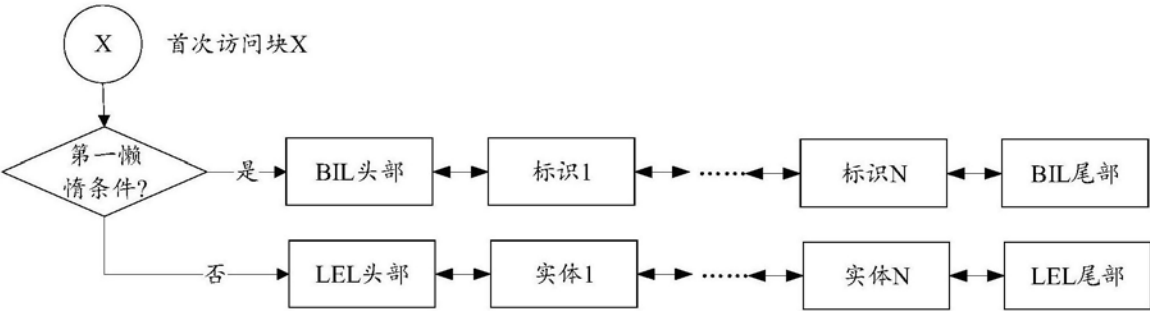 X
首次访问块X
第一懒
惰条件?
是
BIL头部
标识1
……
标识N
BIL尾部
否
LEL头部
实体1
……
实体N
LEL尾部